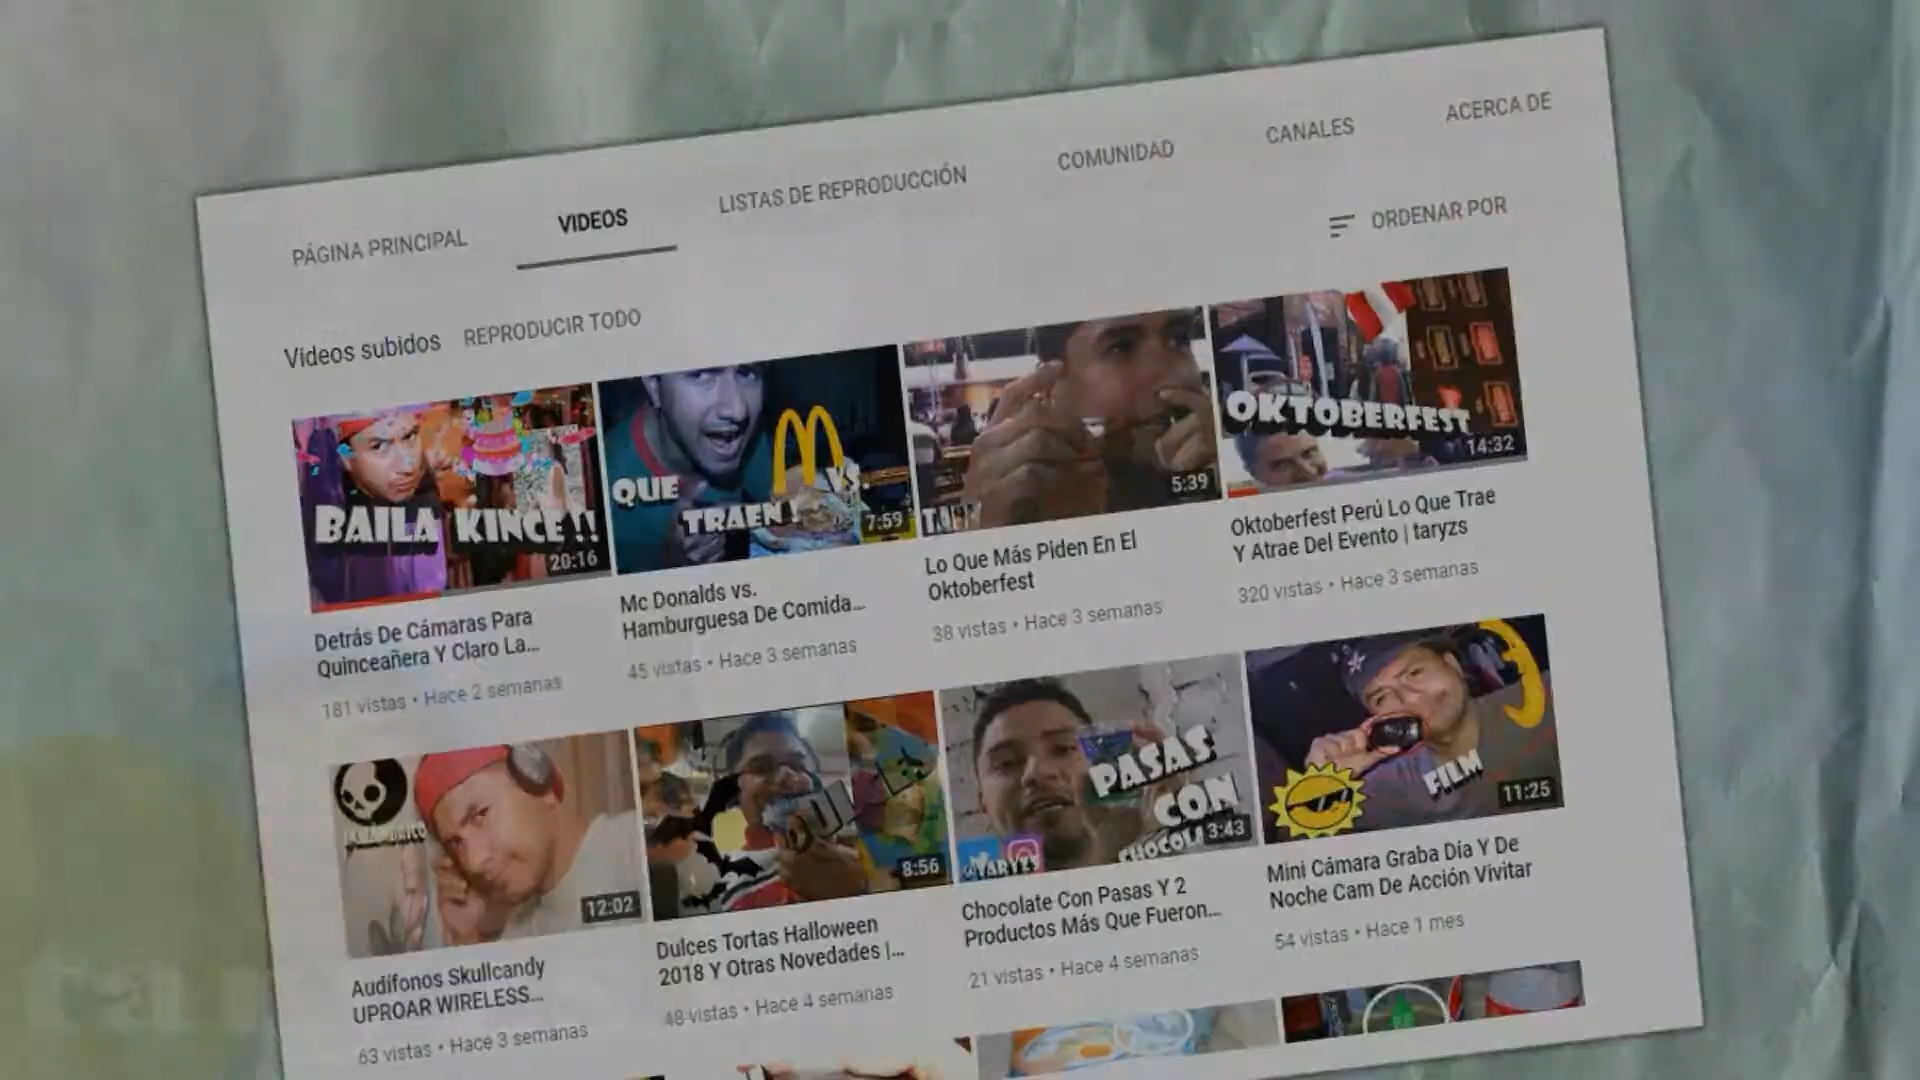 PÁGINA PRINCIPAL
VIDEOS
LISTAS DE REPRODUCCIÓN
COMUNIDAD
CANALES
ACERCA DE
ORDENAR POR
Videos subidos
REPRODUCIR TODO
BAILA KINCE !!
20:16
Detrás De Cámaras Para
Quinceañera Y Claro La...
181 vistas • Hace 2 semanas
QUE
VS.
TRAEN!
7:59
Mc Donalds vs.
Hamburguesa De Comida...
45 vistas • Hace 3 semanas
5:39
Lo Que Más Piden En El
Oktoberfest
38 vistas • Hace 3 semanas
OKTOBERFEST
14:32
Oktoberfest Perú Lo Que Trae
Y Atrae Del Evento | taryzs
320 vistas • Hace 3 semanas
12:02
Audífonos Skullcandy
UPROAR WIRELESS...
63 vistas • Hace 3 semanas
8:56
Dulces Tortas Halloween
2018 Y Otras Novedades |...
48 vistas • Hace 4 semanas
PASAS
CON
3:43
@TARYZS
Chocolate Con Pasas Y 2
Productos Más Que Fueron...
21 vistas • Hace 4 semanas
FILM
11:25
Mini Cámara Graba Día Y De
Noche Cam De Acción Vivitar
54 vistas • Hace 1 mes